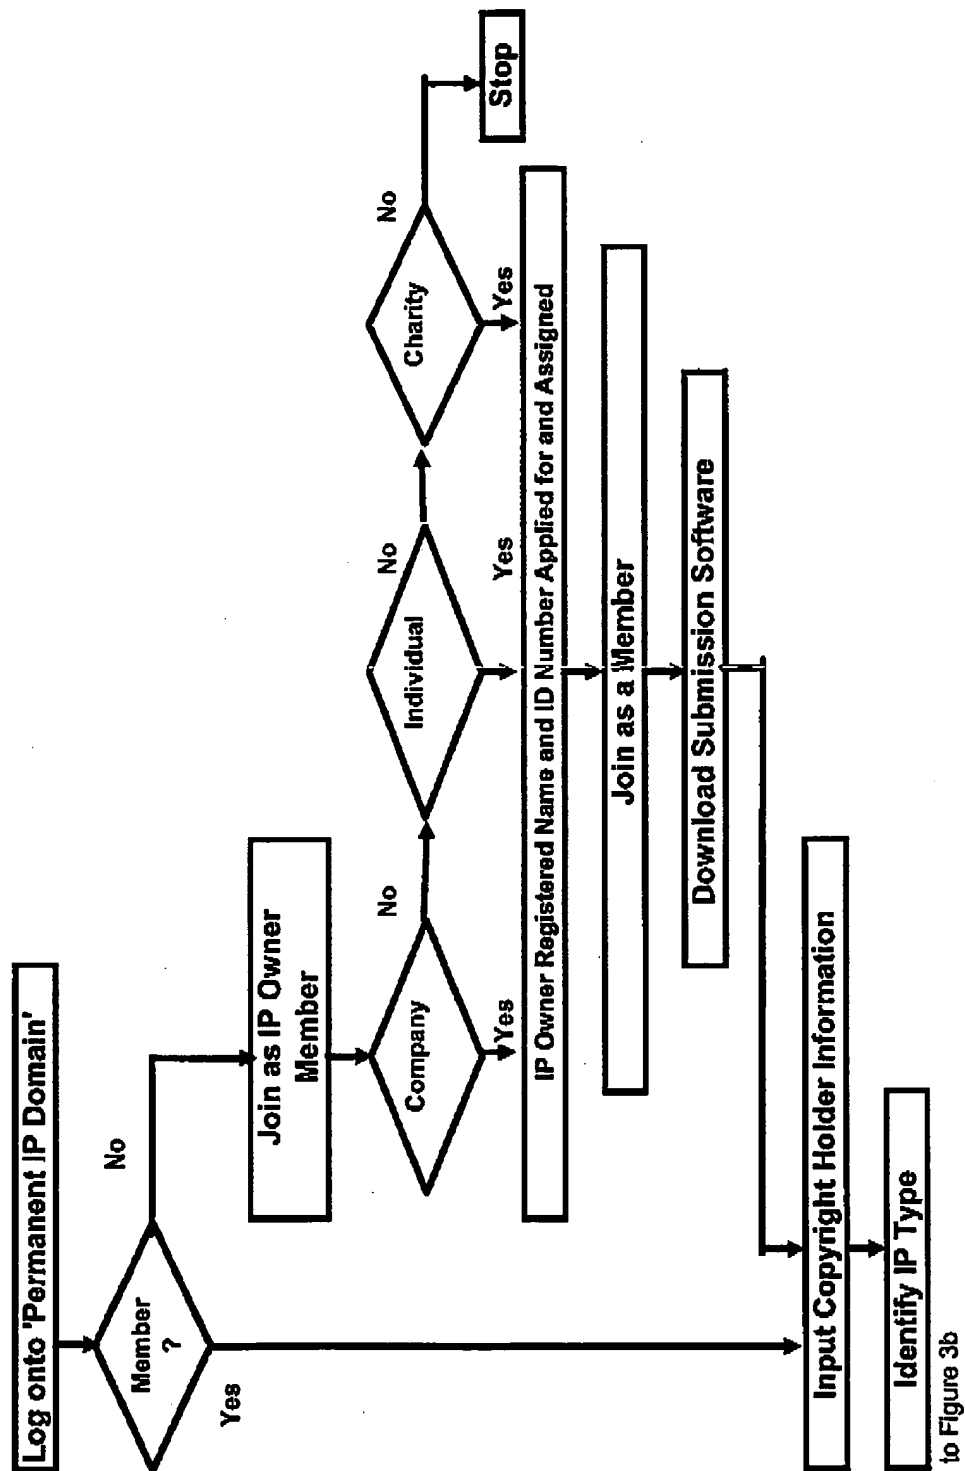 Log onto 'Permanent IP Domain'
Member
?
No
Yes
Join as IP Owner
Member
Company
No
Yes
Individual
No
Yes
Charity
No
Yes
Stop
IP Owner Registered Name and ID Number Applied for and Assigned
Join as a Member
Download Submission Software
Input Copyright Holder Information
Identify IP Type
to Figure 3b